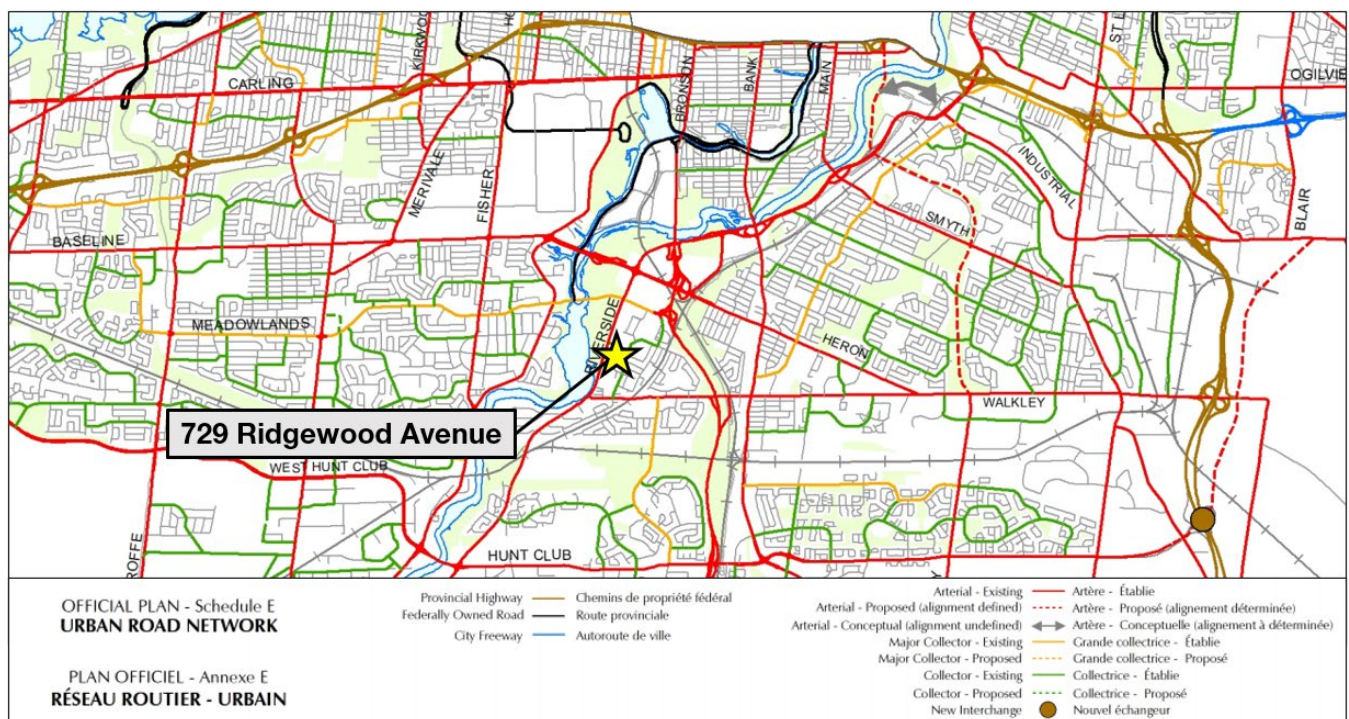 CARLING
KIRKWOOD
HO
BRONSON
BANK
MAIN
ST L
OGILVIE
MERIVALE
FISHER
INDUSTRIAL
SMYTH
BLAIR
BASELINE
MEADOWLANDS
RIVERSIDE
HERON
WALKLEY
729 Ridgewood Avenue
WEST HUNT CLUB
HUNT CLUB
ROFFE
OFFICIAL PLAN - Schedule E
URBAN ROAD NETWORK
PLAN OFFICIEL - Annexe E
RÉSEAU ROUTIER - URBAIN
Provincial Highway Chemins de propriété fédéral
Federally Owned Road Route provinciale
City Freeway Autoroute de ville
Arterial - Existing Artère - Établie
Arterial - Proposed (alignment defined) Artère - Proposé (alignement déterminée)
Arterial - Conceptual (alignment undefined) Artère - Conceptuelle (alignement à déterminée)
Major Collector - Existing Grande collectrice - Établie
Major Collector - Proposed Grande collectrice - Proposé
Collector - Existing Collectrice - Établie
Collector - Proposed Collectrice - Proposé
New Interchange Nouvel échangeur